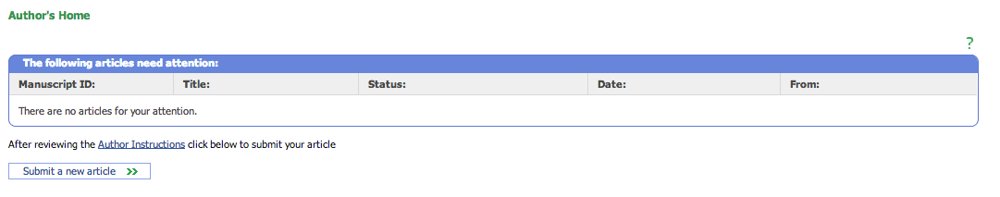 Author's Home
?
The following articles need attention:
Manuscript ID: Title: Status: Date: From:
There are no articles for your attention.
After reviewing the Author Instructions click below to submit your article
Submit a new article >>